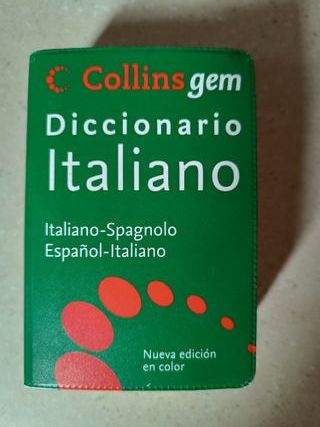 Collins gem
Diccionario
Italiano
Italiano-Spagnolo
Español-Italiano
Nueva edición
en color